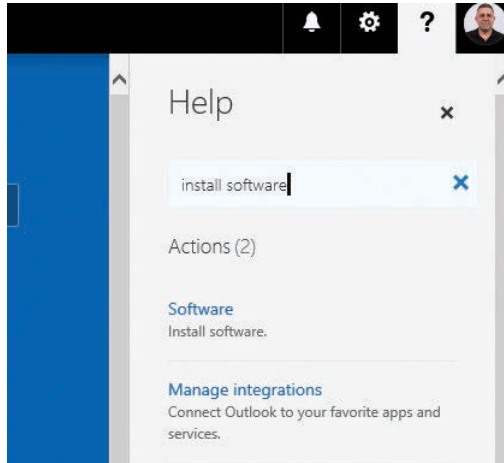 ?
Help
install software
Actions (2)
Software
Install software.
Manage integrations
Connect Outlook to your favorite apps and
services.